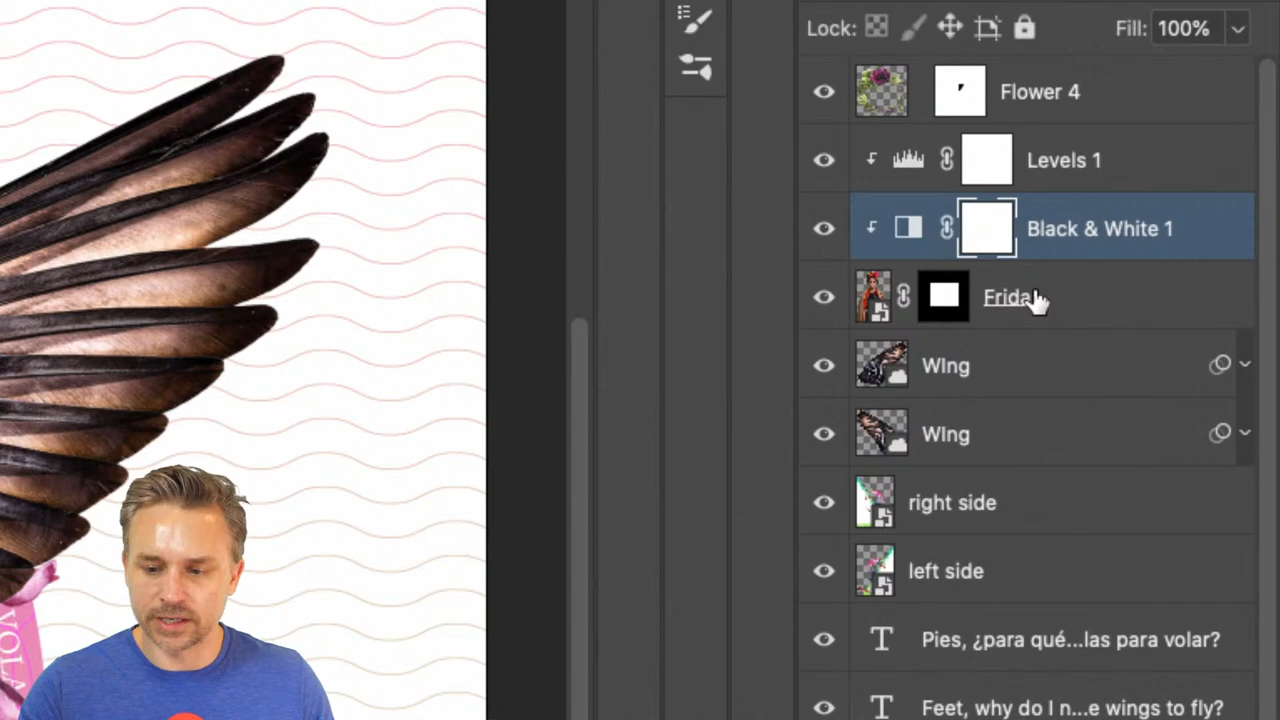 Lock:
Fill: 100%
Flower 4
Levels 1
Black & White 1
Frida
WIng
WIng
right side
left side
T Pies, ¿para qué...las para volar?
T Feet, why do I n...e wings to fly?
VOLA